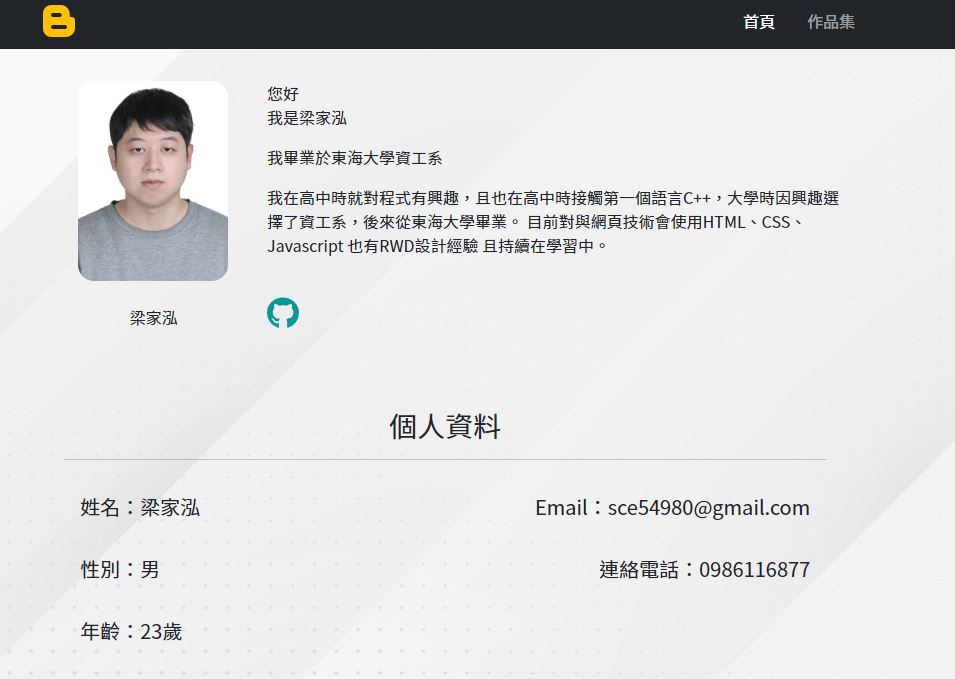 首頁 作品集
您好
我是梁家泓
我畢業於東海大學資工系
我在高中時就對程式有興趣，且也在高中時接觸第一個語言C++，大學時因興趣選
擇了資工系，後來從東海大學畢業。 目前對與網頁技術會使用HTML、CSS、
Javascript 也有RWD設計經驗 且持續在學習中。
梁家泓
個人資料
姓名：梁家泓
Email：sce54980@gmail.com
性別：男
連絡電話：0986116877
年齡：23歲